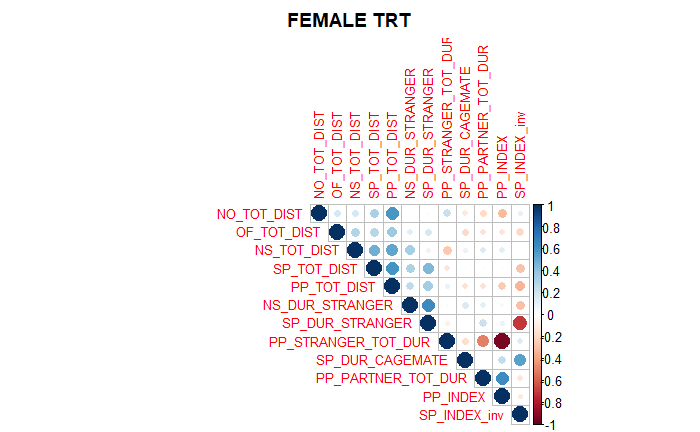 FEMALE TRT
NO_TOT_DIST
OF_TOT_DIST
NS_TOT_DIST
SP_TOT_DIST
PP_TOT_DIST
NS_DUR_STRANGER
SP_DUR_STRANGER
PP_STRANGER_TOT_DUR
SP_DUR_CAGEMATE
PP_PARTNER_TOT_DUR
PP_INDEX
SP_INDEX_inv
NO_TOT_DIST
OF_TOT_DIST
NS_TOT_DIST
SP_TOT_DIST
PP_TOT_DIST
NS_DUR_STRANGER
SP_DUR_STRANGER
PP_STRANGER_TOT_DUR
SP_DUR_CAGEMATE
PP_PARTNER_TOT_DUR
PP_INDEX
SP_INDEX_inv
1
0.8
0.6
0.4
0.2
0
-0.2
-0.4
-0.6
-0.8
-1